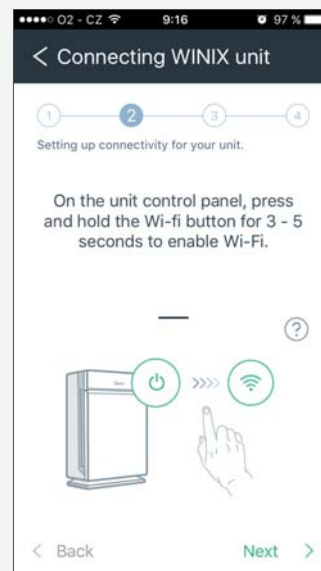 O2 - CZ 9:16 97 %
Connecting WINIX unit
1 2 3 4
Setting up connectivity for your unit.
On the unit control panel, press
and hold the Wi-fi button for 3 - 5
seconds to enable Wi-Fi.
?
< Back Next >